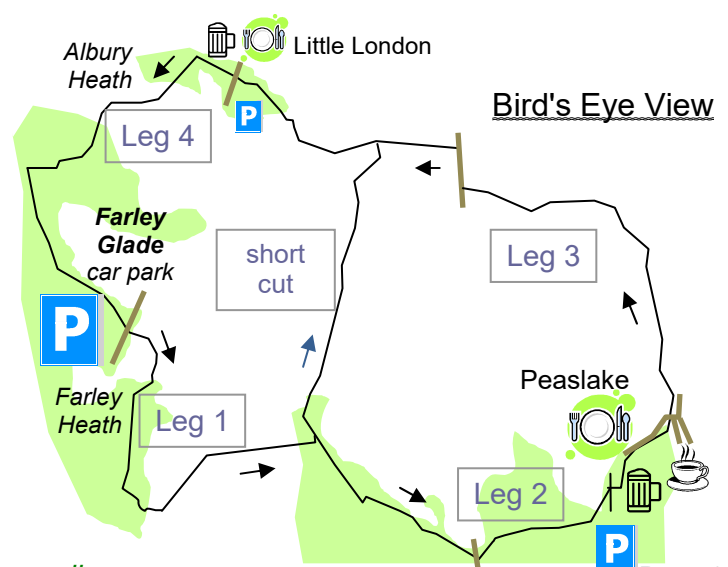 Albury
Heath
Little London
Bird's Eye View
P
Leg 4
Farley
Glade
car park
short
cut
Leg 3
P
Peaslake
Farley
Heath
Leg 1
Leg 2
P